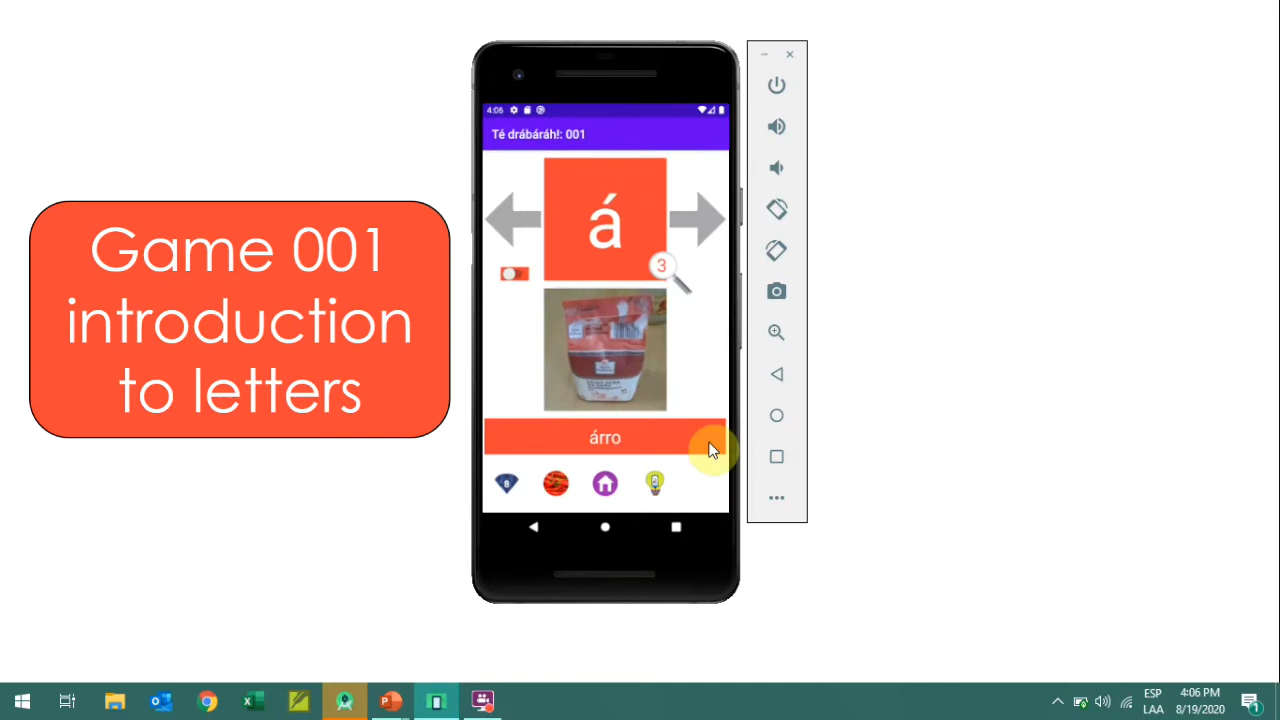 Game 001
introduction
to letters
4:06
Té drábáráh!: 001
á
3
árro
8
ESP
LAA
4:06 PM
8/19/2020
1